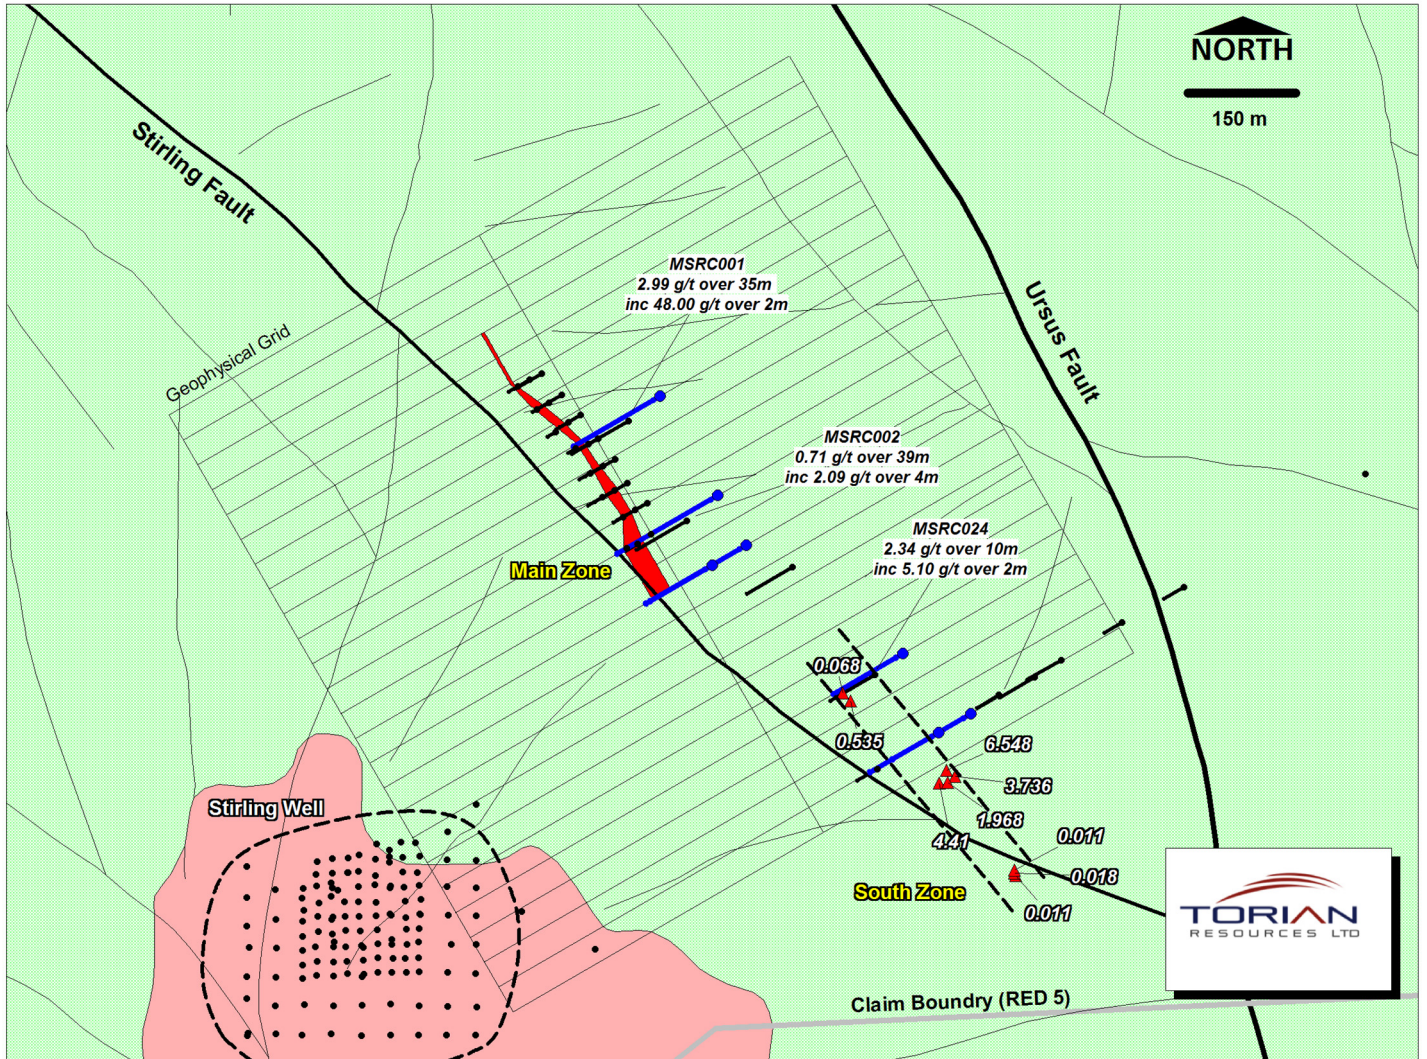 NORTH
150 m
Stirling Fault
MSRC001
2.99 g/t over 35m
inc 48.00 g/t over 2m
Ursus Fault
Geophysical Grid
MSRC002
0.71 g/t over 39m
inc 2.09 g/t over 4m
MSRC024
2.34 g/t over 10m
inc 5.10 g/t over 2m
Main Zone
0.068
0.535
6.548
3.736
1.968
4.41
0.011
0.018
0.011
Stirling Well
South Zone
TORIAN
RESOURCES LTD
Claim Boundry (RED 5)